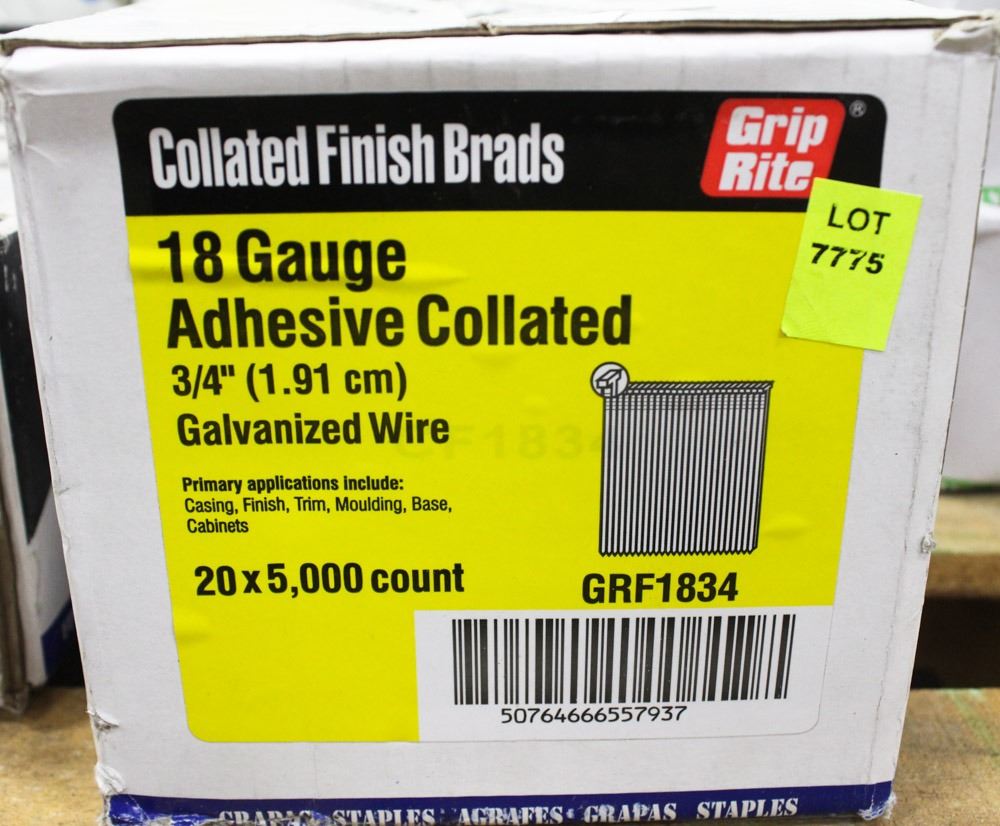 Collated Finish Brads
Grip
Rite
®
LOT
7775
18 Gauge
Adhesive Collated
3/4" (1.91 cm)
Galvanized Wire
Primary applications include:
Casing, Finish, Trim, Moulding, Base,
Cabinets
20 x 5,000 count
GRF1834
50764666557937
GRAPAS STAPLES AGRAFES GRAPAS STAPLES